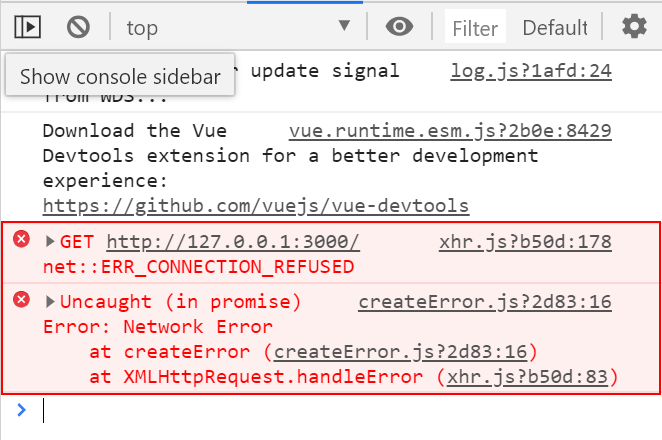 top
Filter
Default
Show console sidebar
r update signal log.js?1afd:24
from WDS...
Download the Vue vue.runtime.esm.js?2b0e:8429
Devtools extension for a better development
experience:
https://github.com/vuejs/vue-devtools
GET http://127.0.0.1:3000/ xhr.js?b50d:178
net::ERR_CONNECTION_REFUSED
Uncaught (in promise) createError.js?2d83:16
Error: Network Error
at createError (createError.js?2d83:16)
at XMLHttpRequest.handleError (xhr.js?b50d:83)